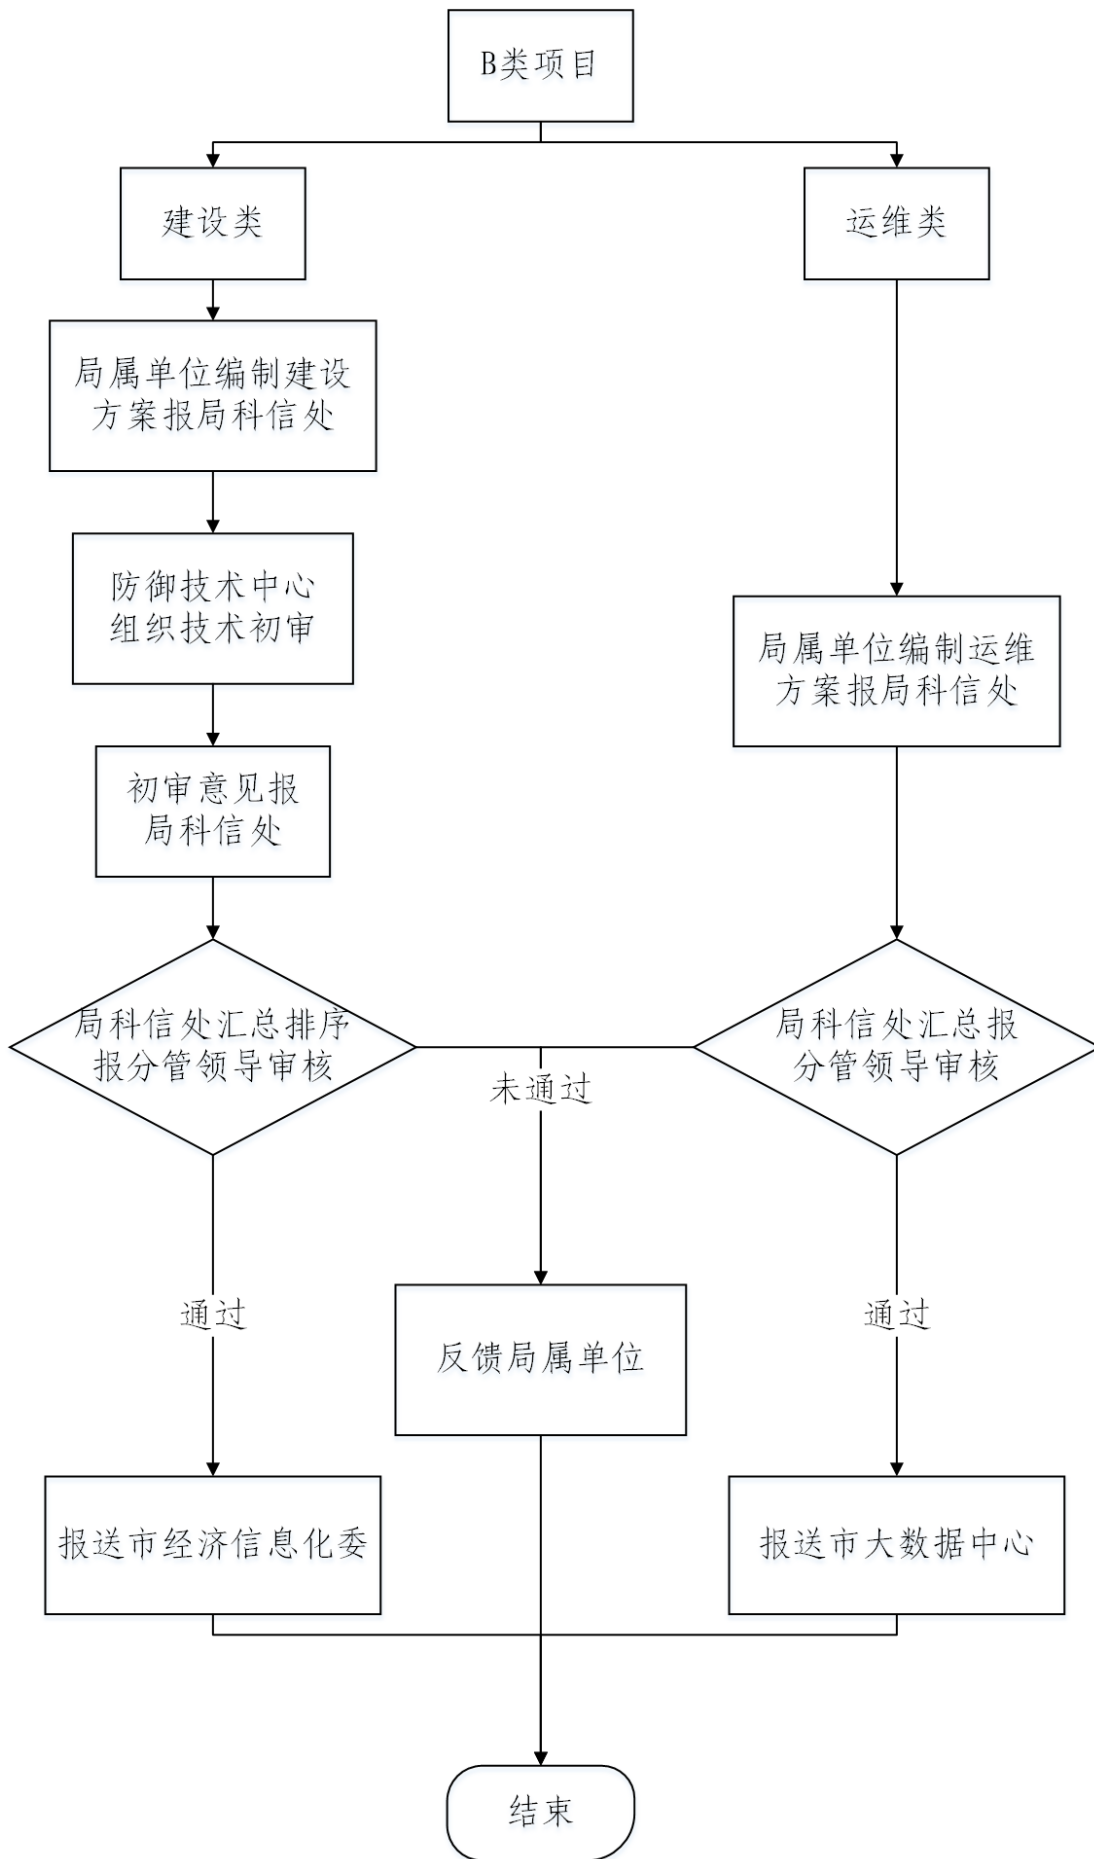 B类项目
建设类
运维类
局属单位编制建设
方案报局科信处
防御技术中心
组织技术初审
局属单位编制运维
方案报局科信处
初审意见报
局科信处
局科信处汇总排序
报分管领导审核
局科信处汇总报
分管领导审核
未通过
通过
通过
反馈局属单位
报送市经济信息化委
报送市大数据中心
结束